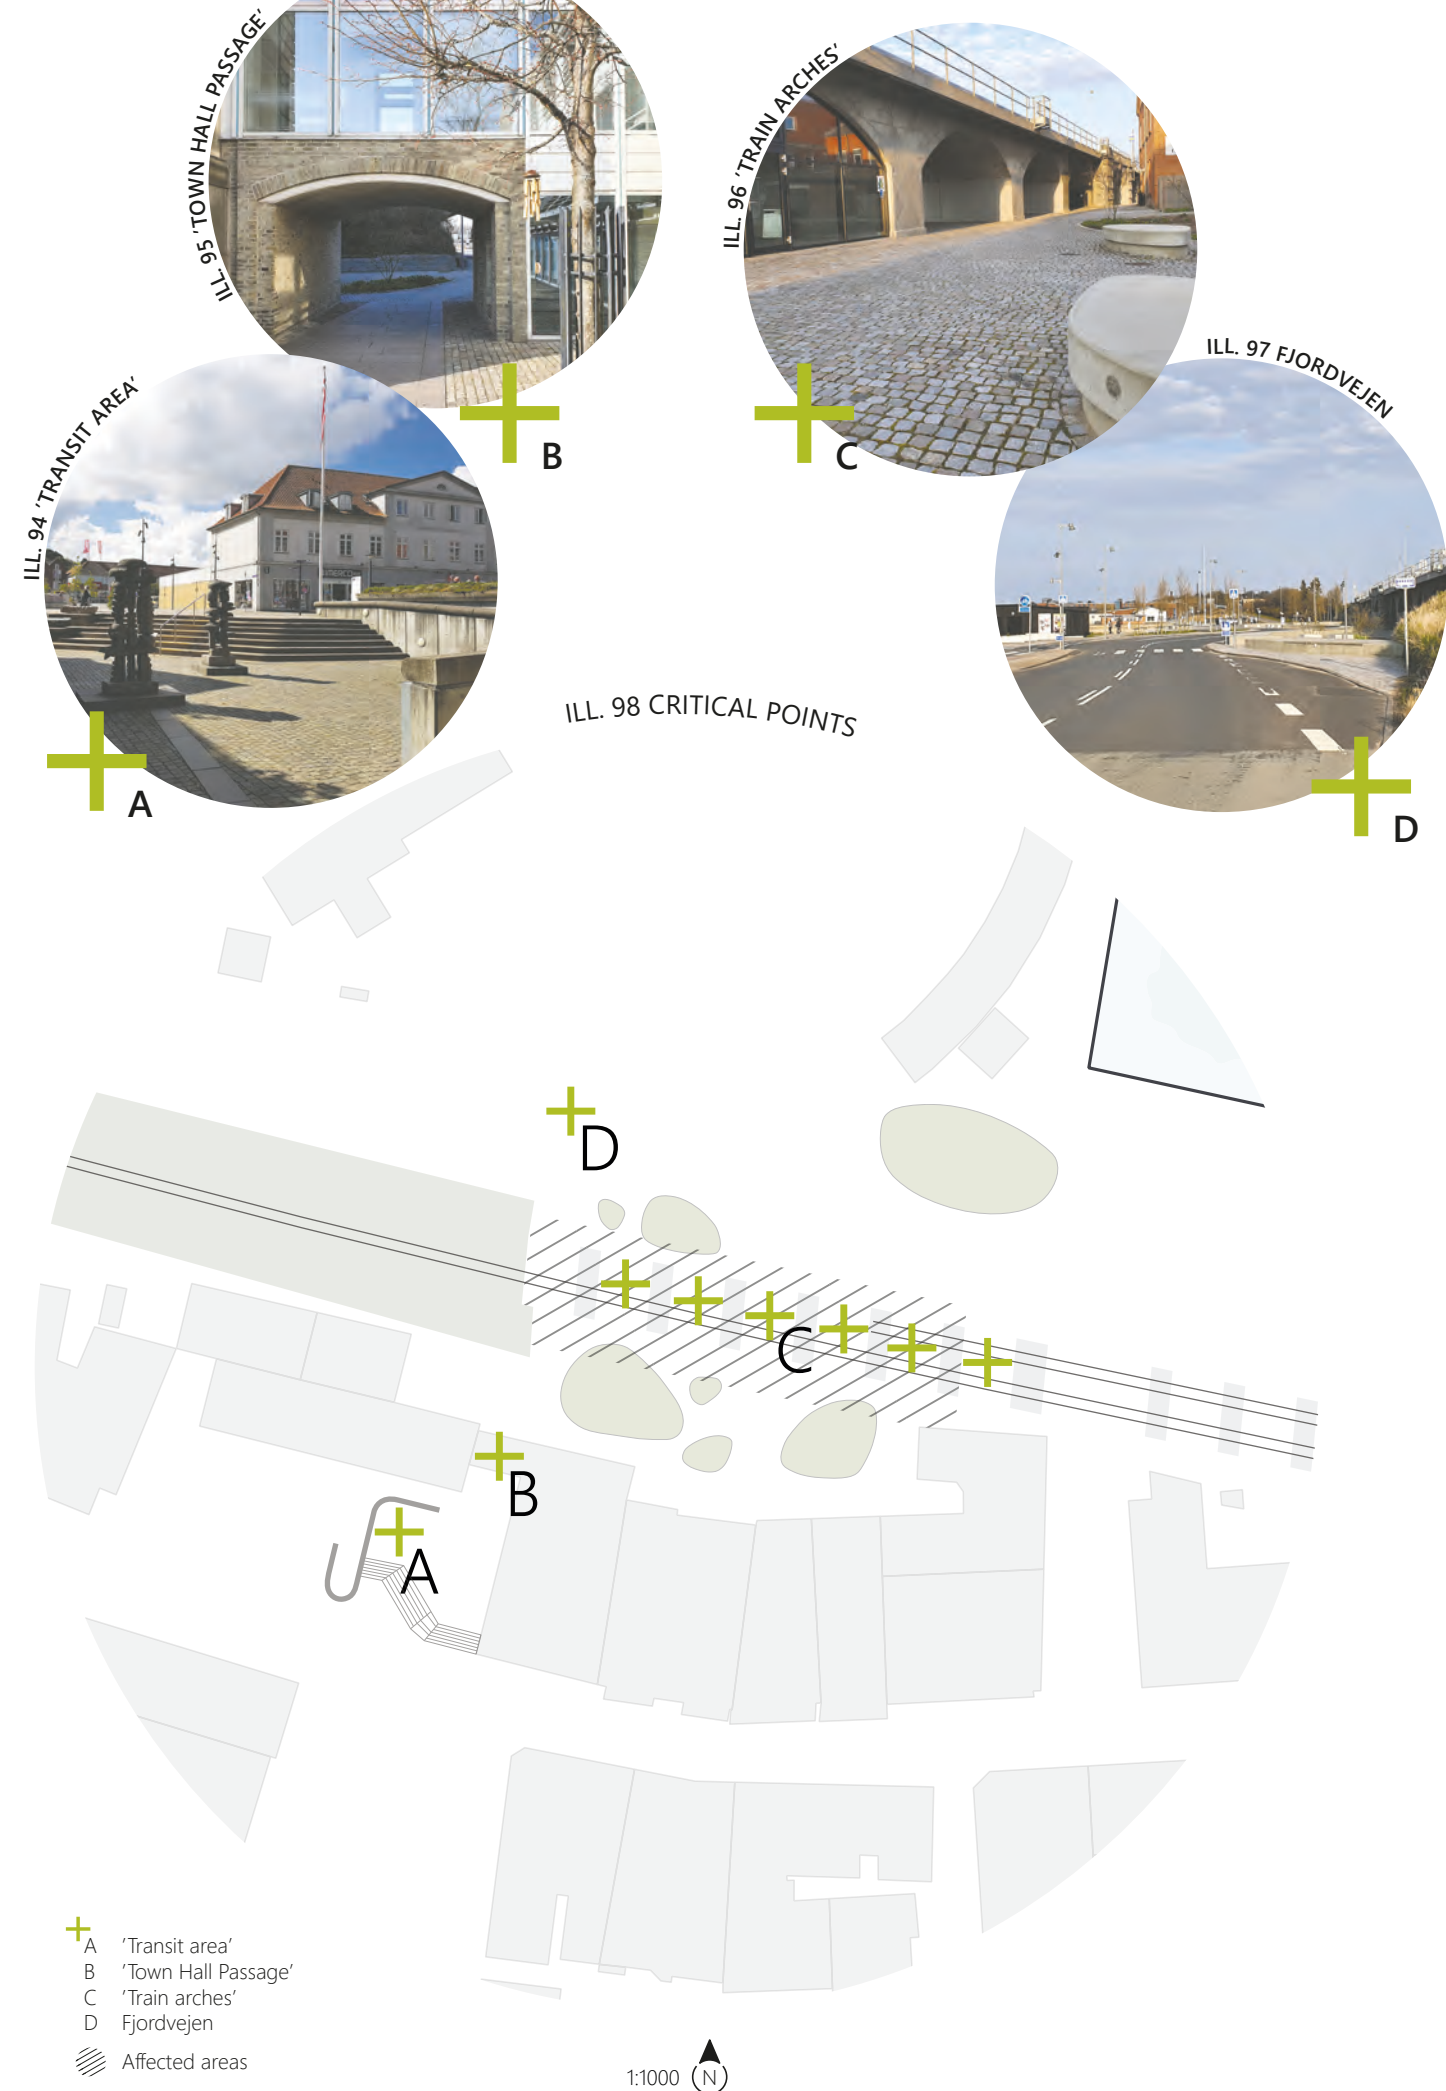 ILL. 95 'TOWN HALL PASSAGE'
ILL. 96 'TRAIN ARCHES'
ILL. 97 FJORDVEJEN
ILL. 94 'TRANSIT AREA'
B
C
A
D
ILL. 98 CRITICAL POINTS
D
C
B
A
A 'Transit area'
B 'Town Hall Passage'
C 'Train arches'
D Fjordvejen
Affected areas
1:1000 N